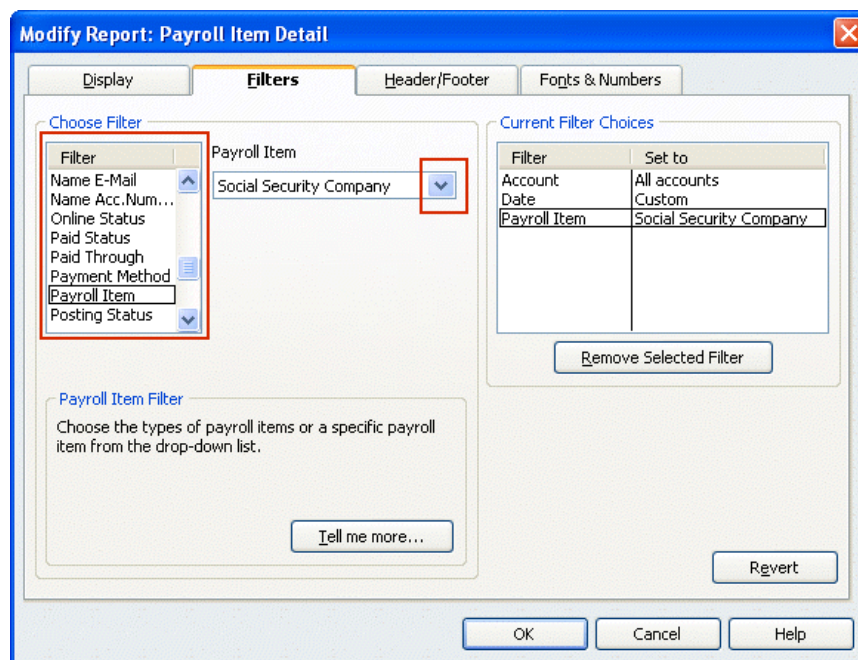 Modify Report: Payroll Item Detail
Display
Filters
Header/Footer
Fonts & Numbers
Choose Filter
Filter
Name E-Mail
Name Acc.Num...
Online Status
Paid Status
Paid Through
Payment Method
Payroll Item
Posting Status
Payroll Item
Social Security Company
Payroll Item Filter
Choose the types of payroll items or a specific payroll
item from the drop-down list.
Tell me more...
Current Filter Choices
Filter Set to
Account All accounts
Date Custom
Payroll Item Social Security Company
Remove Selected Filter
Revert
OK
Cancel
Help